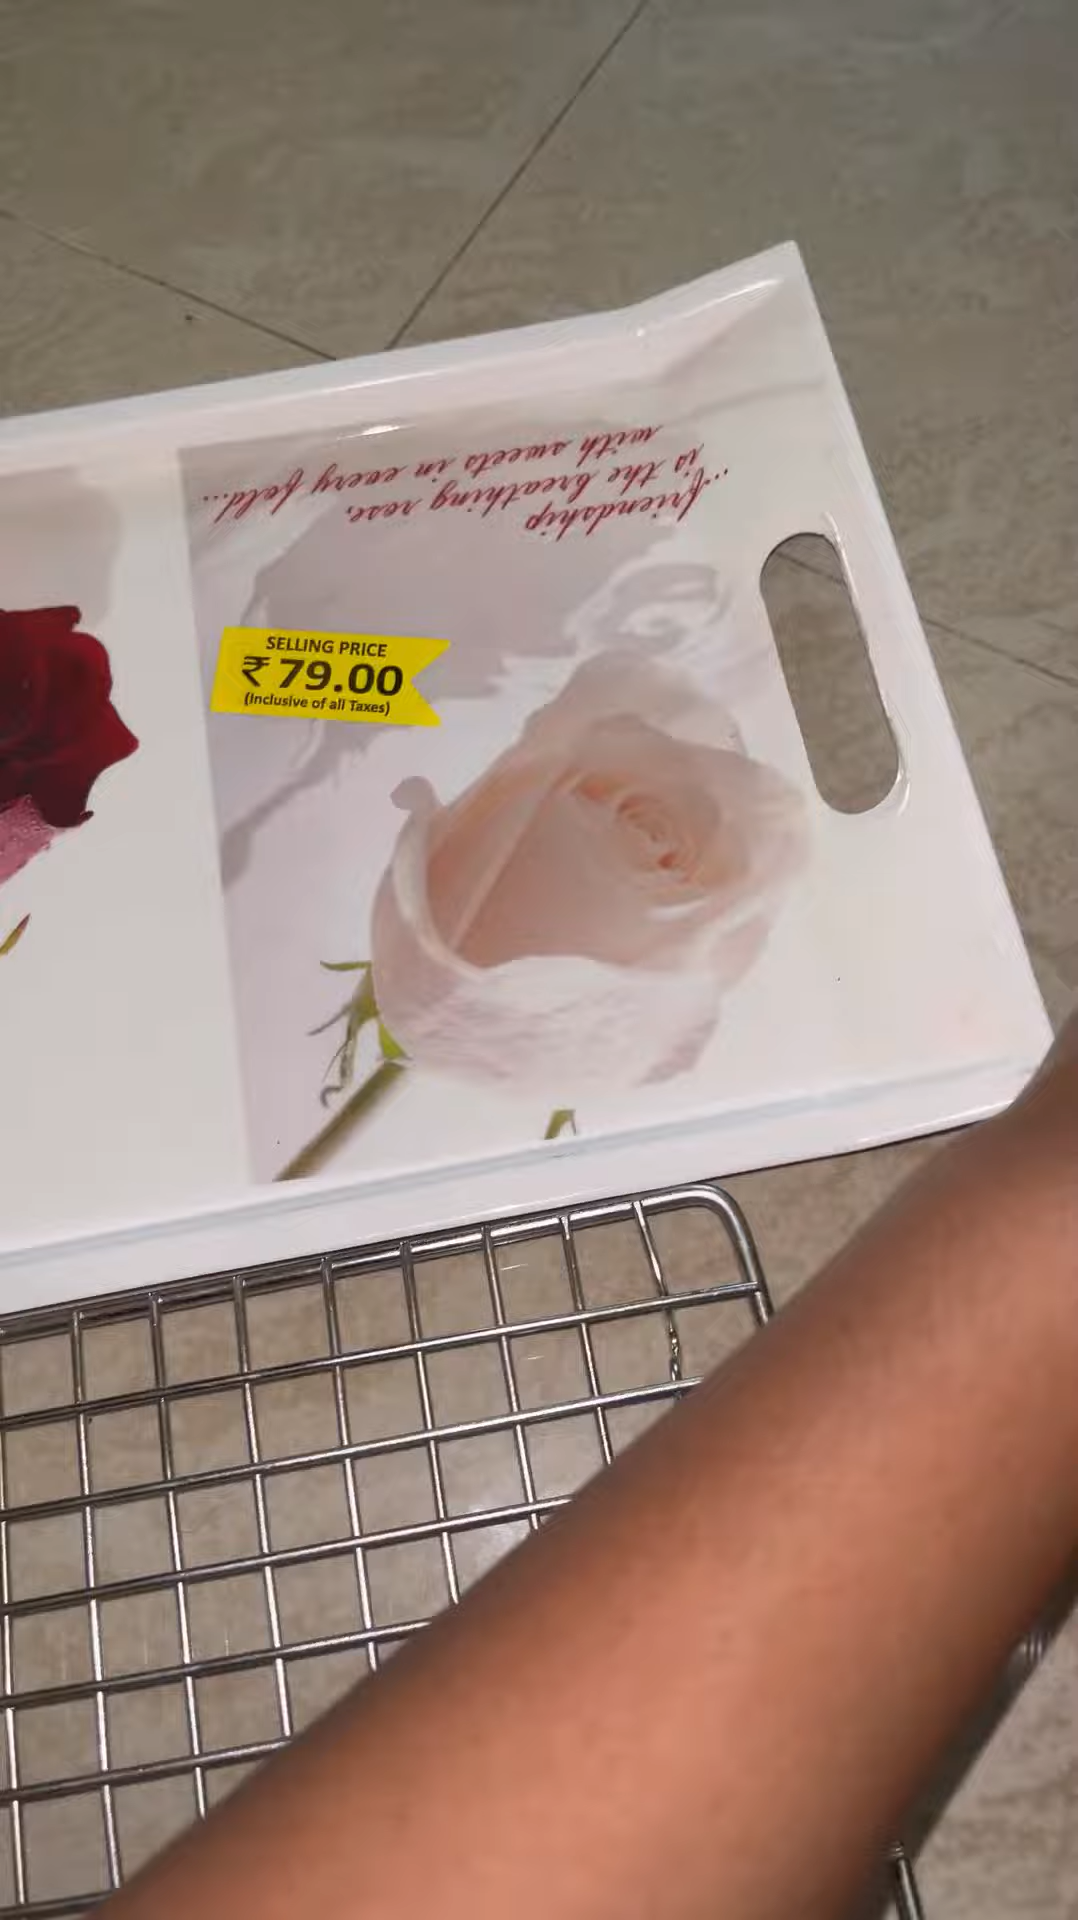 ...friendship
is the breathing rose,
with sweets in every fold...
SELLING PRICE
₹ 79.00
(Inclusive of all Taxes)